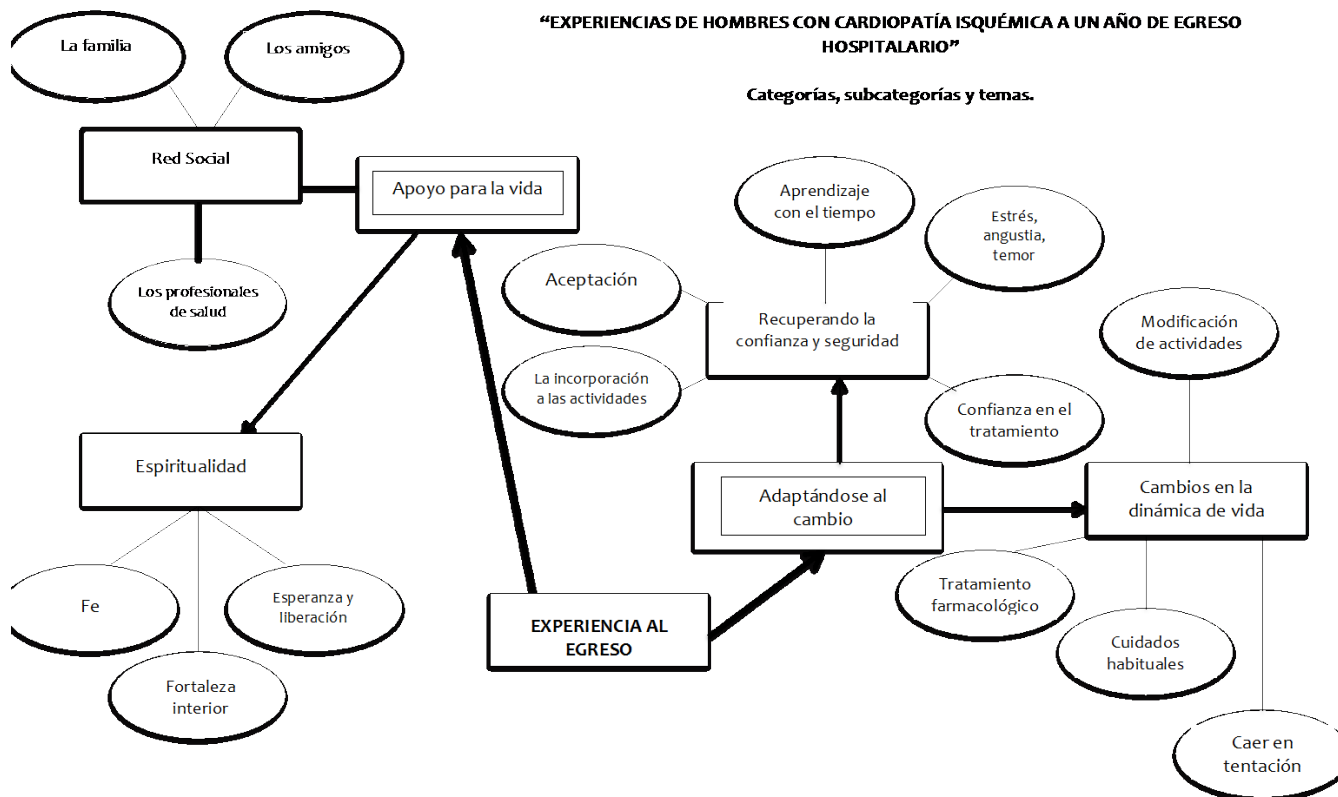 “EXPERIENCIAS DE HOMBRES CON CARDIOPATÍA ISQUÉMICA A UN AÑO DE EGRESO
HOSPITALARIO”
Categorías, subcategorías y temas.
La familia
Los amigos
Red Social
Apoyo para la vida
Los profesionales
de salud
Aprendizaje
con el tiempo
Estrés,
angustia,
temor
Aceptación
Recuperando la
confianza y seguridad
La incorporación
a las actividades
Confianza en el
tratamiento
Modificación
de actividades
Espiritualidad
Adaptándose al
cambio
Cambios en la
dinámica de vida
Fe
Esperanza y
liberación
Fortaleza
interior
EXPERIENCIA AL
EGRESO
Tratamiento
farmacológico
Cuidados
habituales
Caer en
tentación